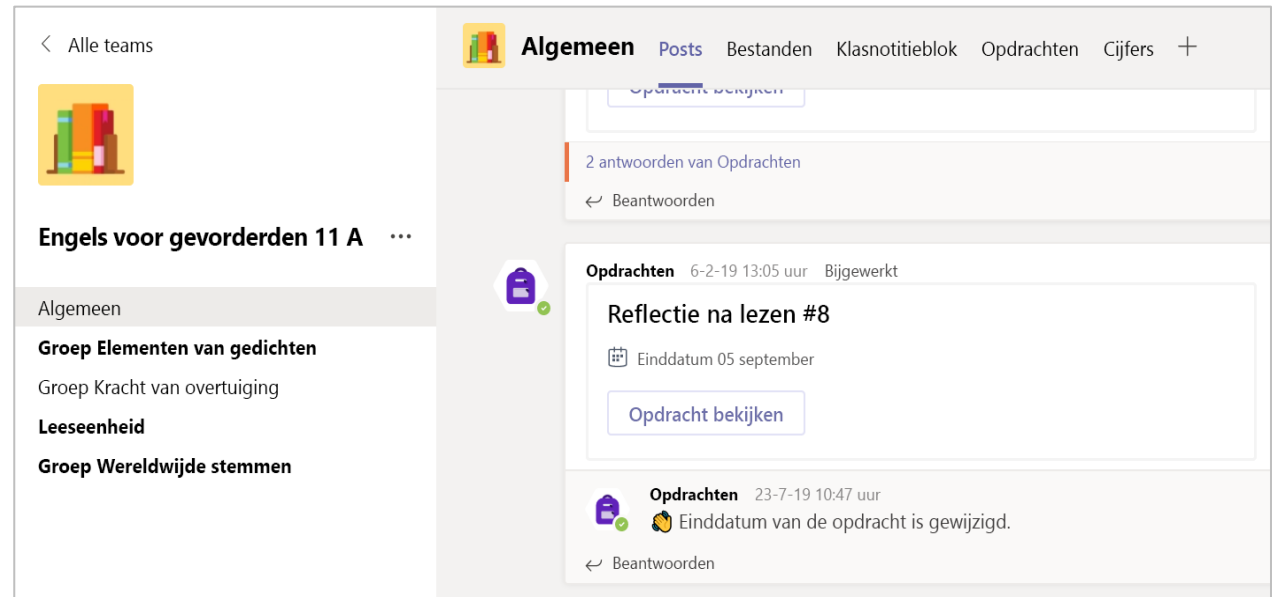 Alle teams
Engels voor gevorderden 11 A
Algemeen
Groep Elementen van gedichten
Groep Kracht van overtuiging
Leeseenheid
Groep Wereldwijde stemmen
Algemeen Posts Bestanden Klasnotitieblok Opdrachten Cijfers
Opdracht bekijken
2 antwoorden van Opdrachten
Beantwoorden
Opdrachten 6-2-19 13:05 uur Bijgewerkt
Reflectie na lezen #8
Einddatum 05 september
Opdracht bekijken
Opdrachten 23-7-19 10:47 uur
Einddatum van de opdracht is gewijzigd.
Beantwoorden